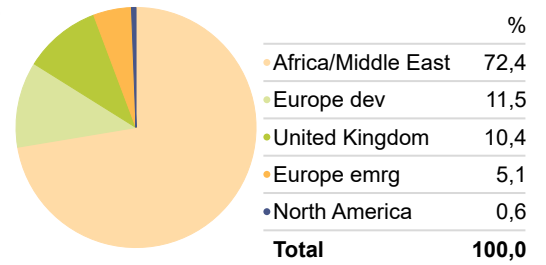 %
Africa/Middle East 72,4
Europe dev 11,5
United Kingdom 10,4
Europe emrg 5,1
North America 0,6
Total 100,0